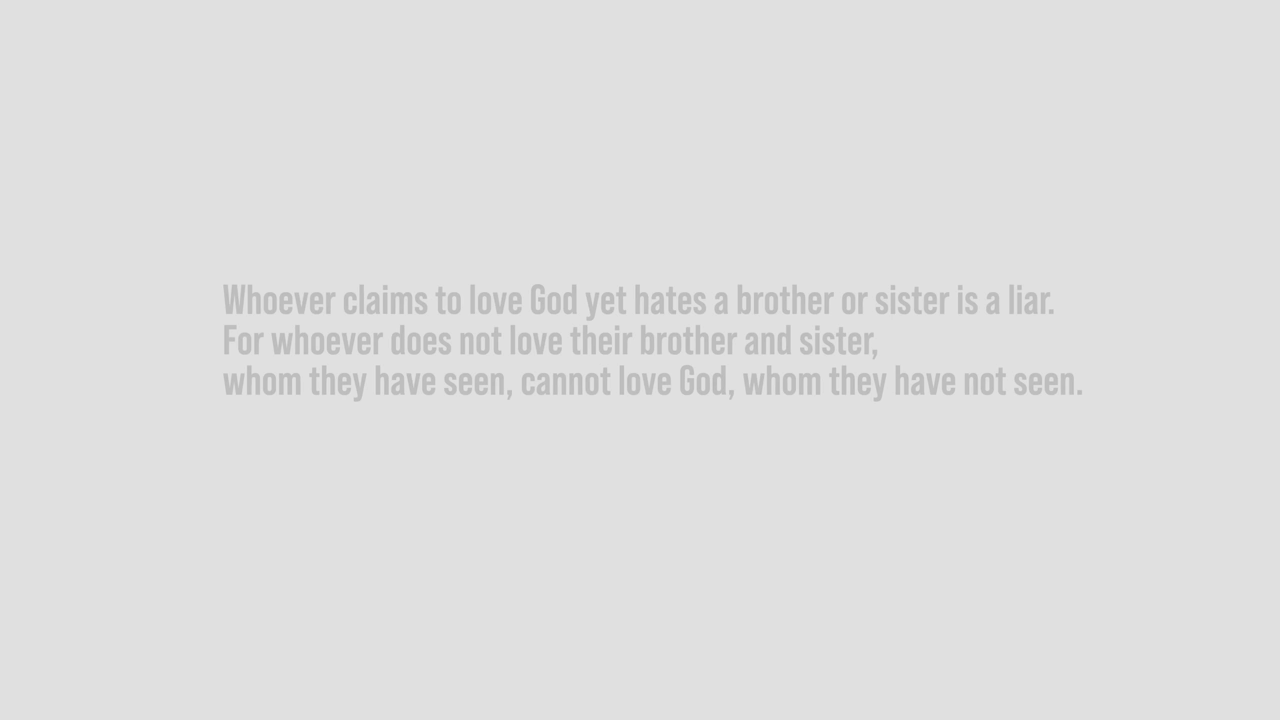 Whoever claims to love God yet hates a brother or sister is a liar.
For whoever does not love their brother and sister,
whom they have seen, cannot love God, whom they have not seen.